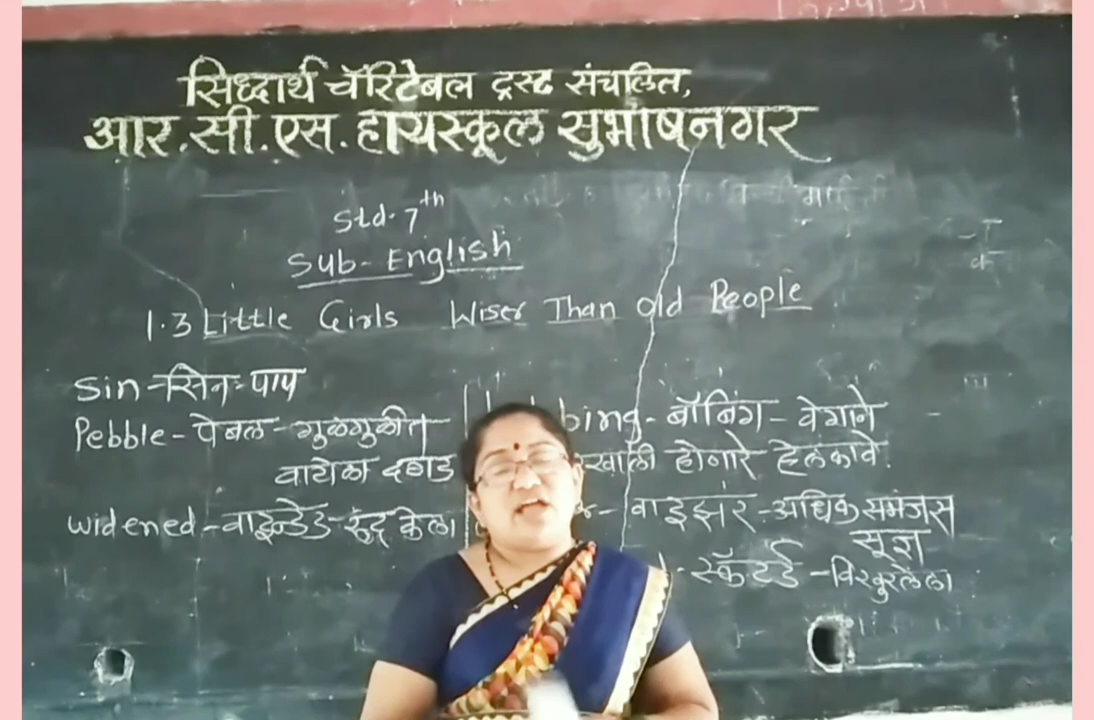 सिध्दार्थ चॅरिटेबल ट्रस्ट संचलित,
आर.सी.एस.हायस्कूल सुभाषनगर
Std-7th
Sub-English
1.3 Little Girls Wiser Than Old People
Sin-सिन=पाप
Pebble-पेबल-गुळगुळीत
वाटोळा दगड
widened-वाइन्डेड-रुंद केला
bing-बॉबिंग-वेगाने
खाली होणारे हेलकावे.
वाइझर-अधिक समंजस
सूज्ञ
स्कॅटर्ड-विखुरलेला